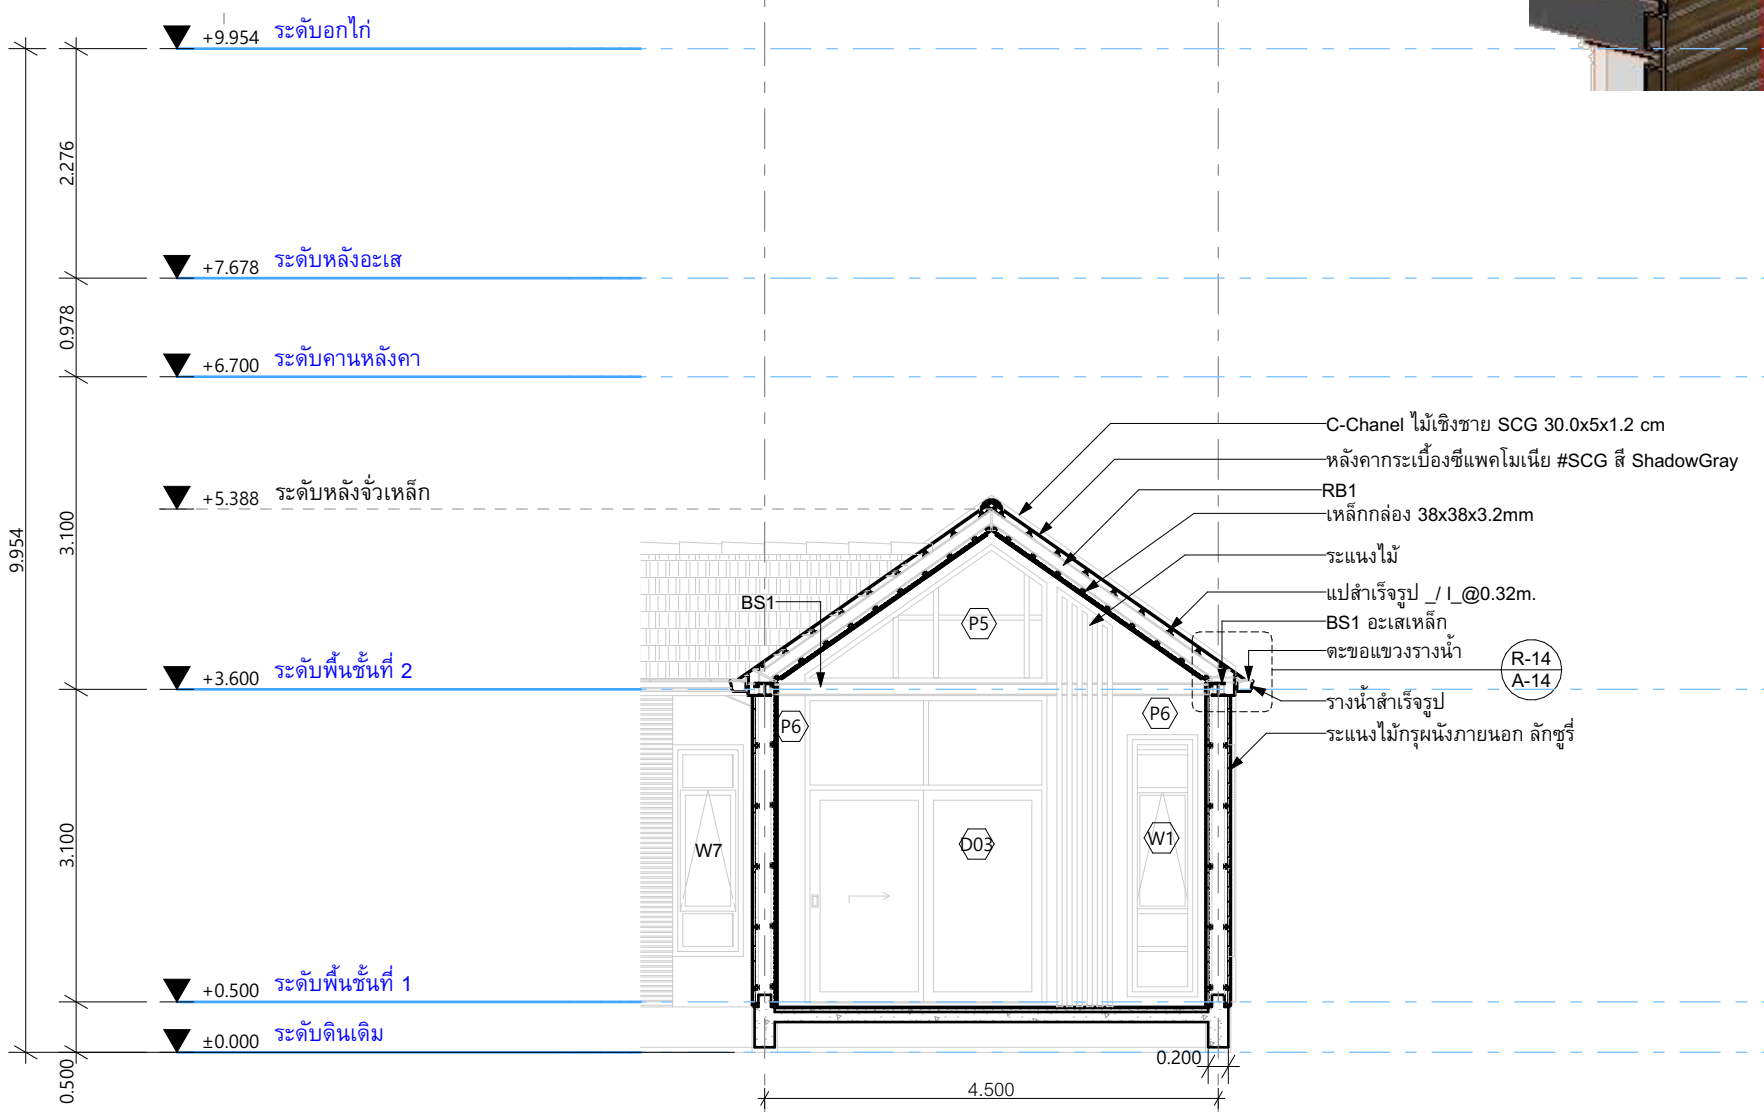 +9.954 ระดับอกไก่
2.276
+7.678 ระดับหลังอะเส
0.978
+6.700 ระดับคานหลังคา
C-Chanel ไม้เชิงชาย SCG 30.0x5x1.2 cm
หลังคากระเบื้องซีแพคโมเนีย #SCG สี ShadowGray
RB1
+5.388 ระดับหลังจั่วเหล็ก
เหล็กกล่อง 38x38x3.2mm
3.100
9.954
ระแนงไม้
แปสำเร็จรูป _/ I_@0.32m.
BS1
P5
BS1 อะเสเหล็ก
ตะขอแขวงรางน้ำ
R-14
A-14
+3.600 ระดับพื้นชั้นที่ 2
รางน้ำสำเร็จรูป
P6
P6
ระแนงไม้กรุผนังภายนอก ลักซูรี่
3.100
W7
D03
W1
+0.500 ระดับพื้นชั้นที่ 1
±0.000 ระดับดินเดิม
0.500
0.200
4.500